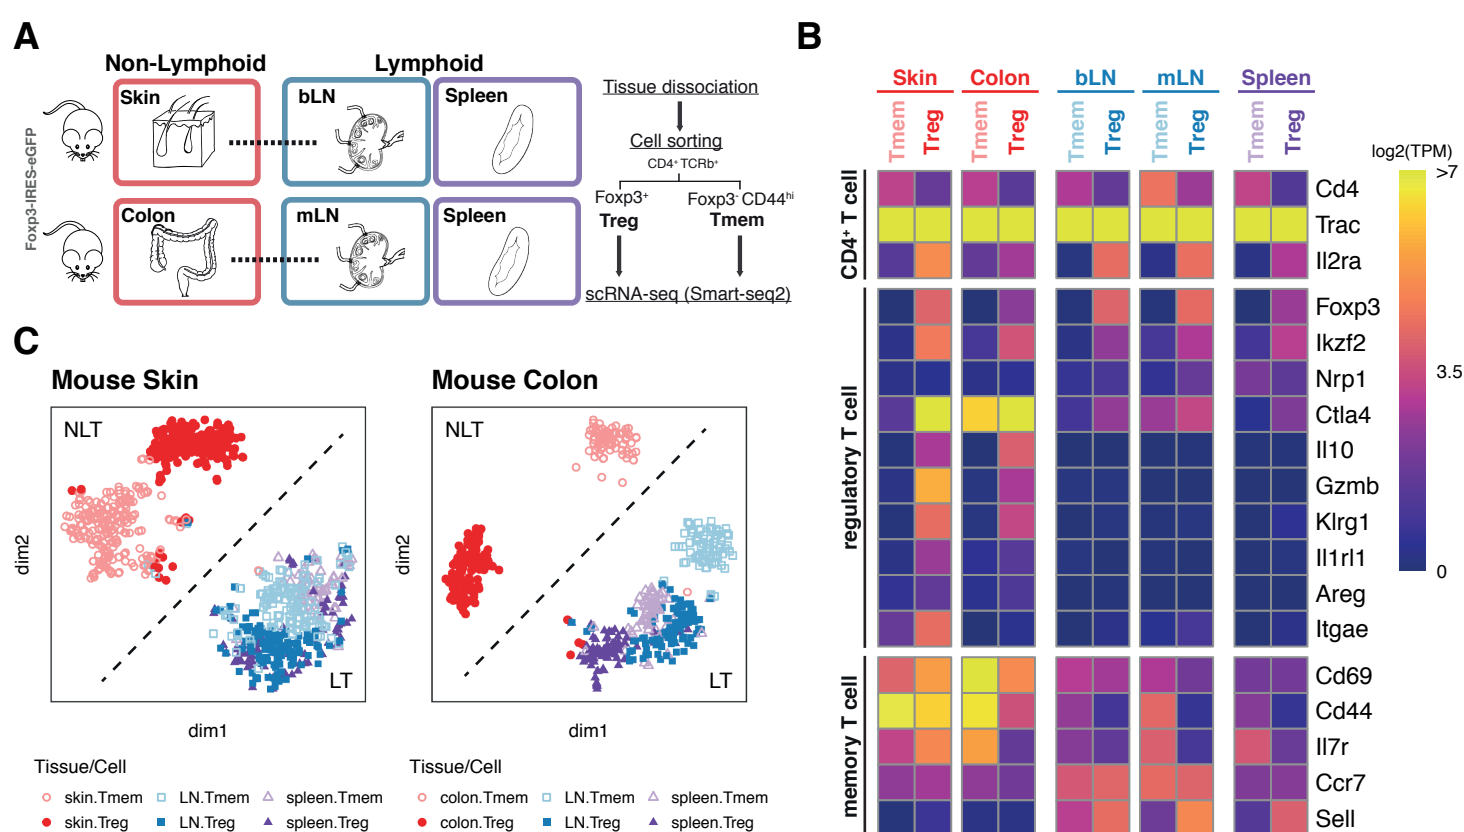 A
Non-Lymphoid
Lymphoid
Foxp3-IRES-eGFP
Skin
bLN
Spleen
Colon
mLN
Spleen
Tissue dissociation
Cell sorting
CD4⁺ TCRb⁺
Foxp3⁺
Foxp3⁻ CD44ʰⁱ
Treg
Tmem
scRNA-seq (Smart-seq2)
B
Skin
Colon
bLN
mLN
Spleen
Tmem
Treg
Tmem
Treg
Tmem
Treg
Tmem
Treg
Tmem
Treg
log2(TPM)
>7
3.5
0
CD4⁺ T cell
Cd4
Trac
Il2ra
regulatory T cell
Foxp3
Ikzf2
Nrp1
Ctla4
Il10
Gzmb
Klrg1
Il1rl1
Areg
Itgae
memory T cell
Cd69
Cd44
Il7r
Ccr7
Sell
C
Mouse Skin
NLT
LT
dim2
dim1
Tissue/Cell
skin.Tmem
LN.Tmem
spleen.Tmem
skin.Treg
LN.Treg
spleen.Treg
Mouse Colon
NLT
LT
dim2
dim1
Tissue/Cell
colon.Tmem
LN.Tmem
spleen.Tmem
colon.Treg
LN.Treg
spleen.Treg